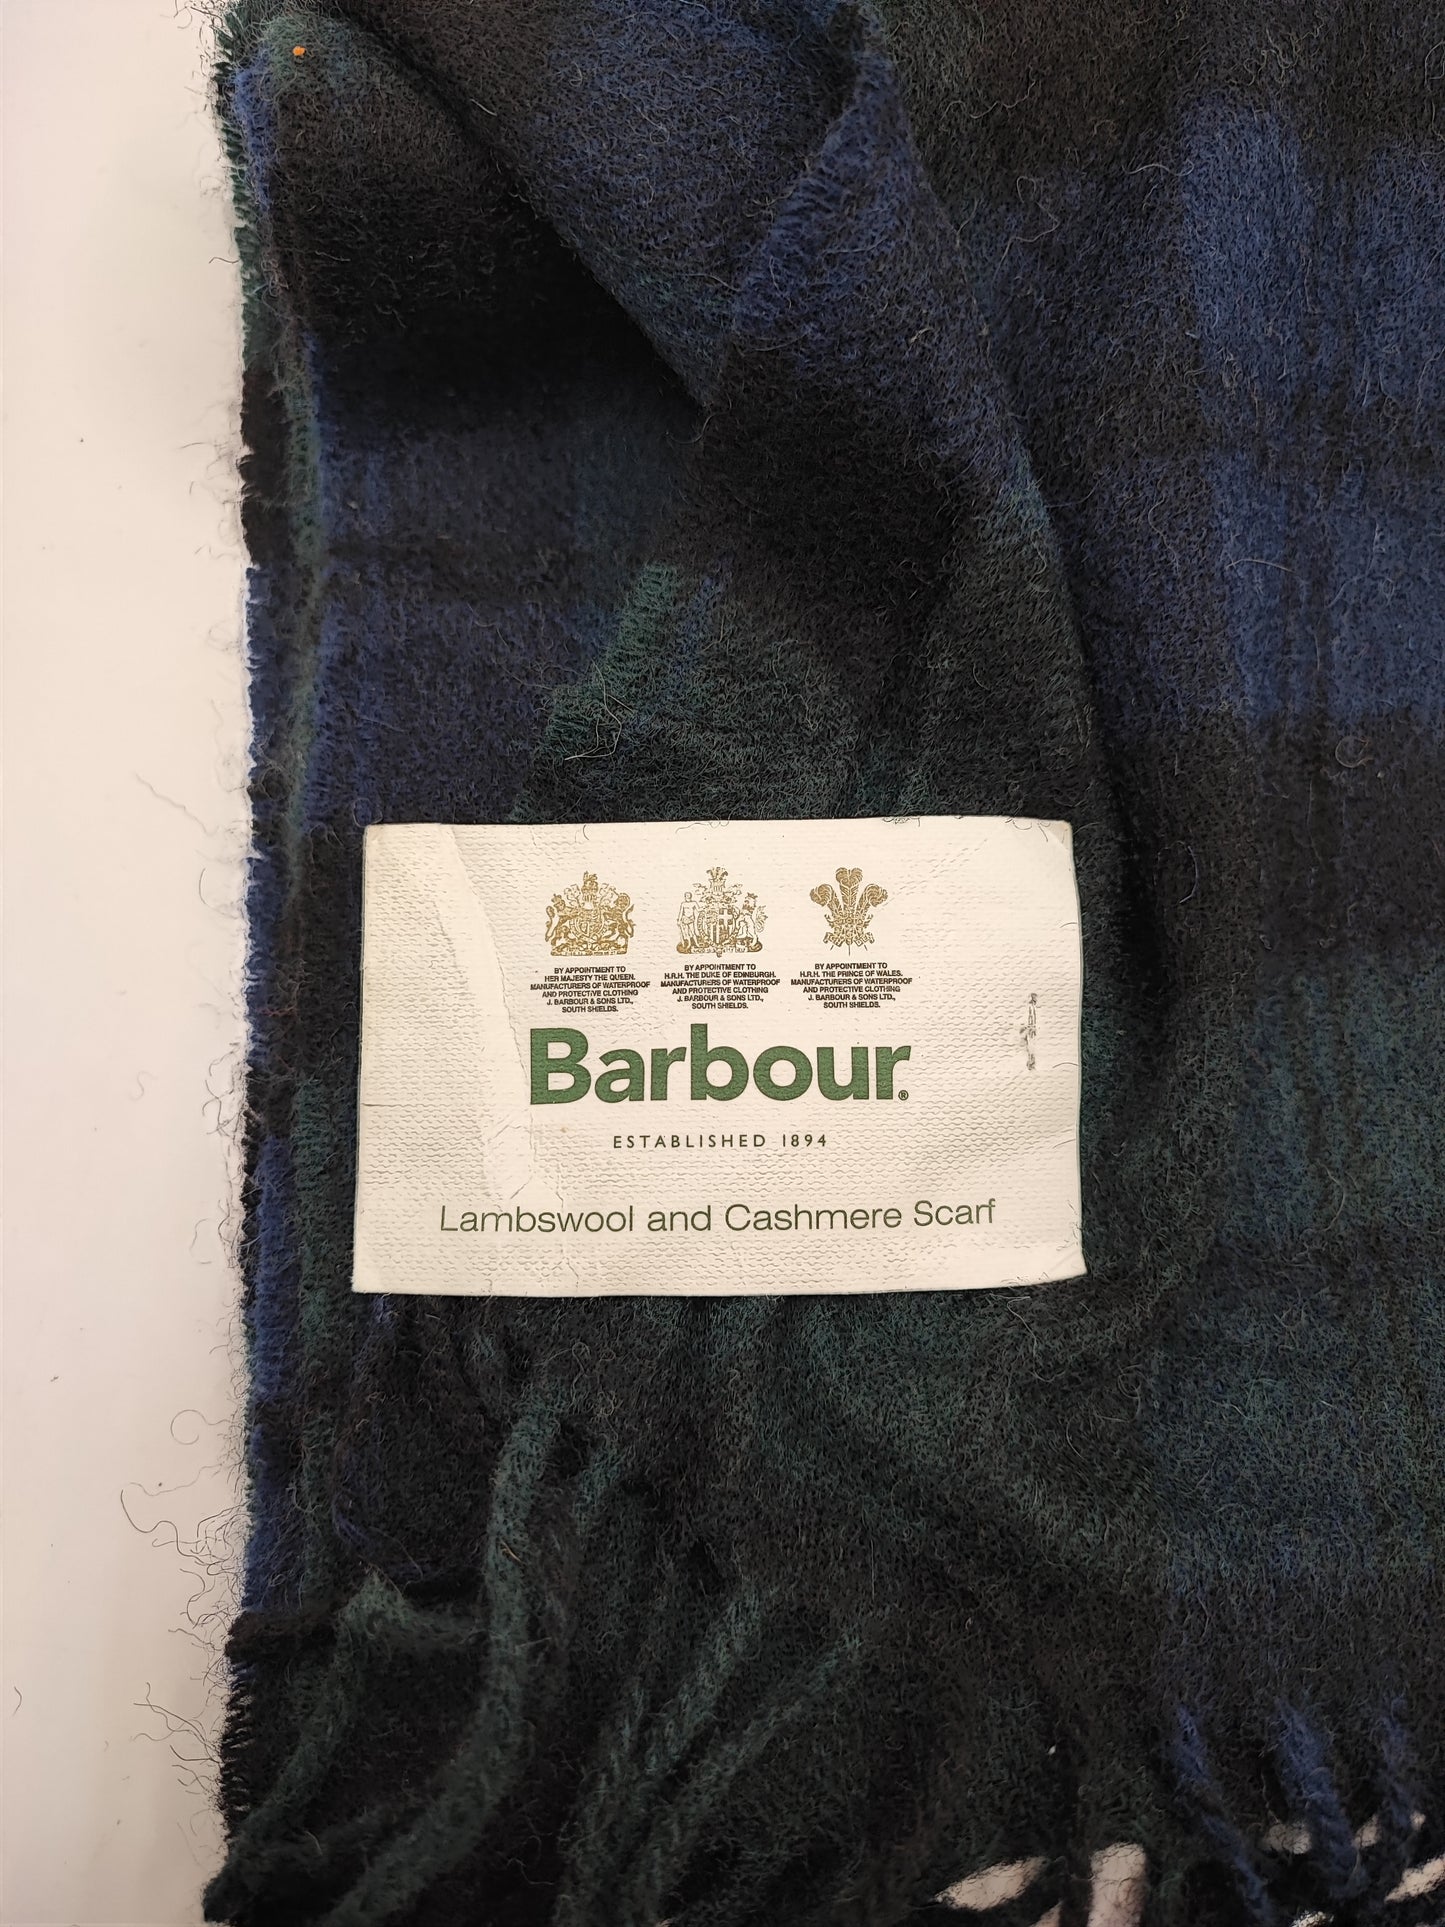 BY APPOINTMENT TO
HER MAJESTY THE QUEEN.
MANUFACTURERS OF WATERPROOF
AND PROTECTIVE CLOTHING
J. BARBOUR & SONS LTD.,
SOUTH SHIELDS.
BY APPOINTMENT TO
H.R.H. THE DUKE OF EDINBURGH.
MANUFACTURERS OF WATERPROOF
AND PROTECTIVE CLOTHING
J. BARBOUR & SONS LTD.,
SOUTH SHIELDS.
BY APPOINTMENT TO
H.R.H. THE PRINCE OF WALES.
MANUFACTURERS OF WATERPROOF
AND PROTECTIVE CLOTHING
J. BARBOUR & SONS LTD.,
SOUTH SHIELDS.
Barbour®
ESTABLISHED 1894
Lambswool and Cashmere Scarf